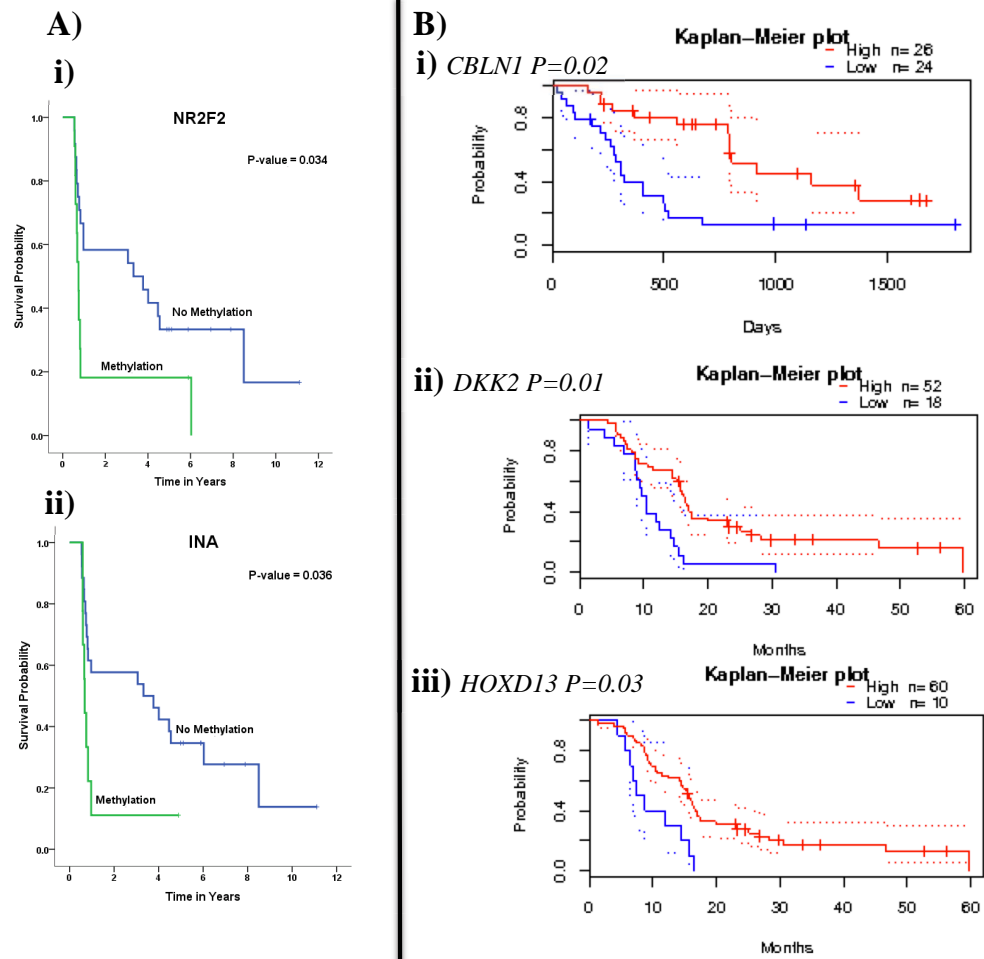 A)
i)
NR2F2
P-value = 0.034
Survival Probability
1.0
0.8
0.6
0.4
0.2
0.0
No Methylation
Methylation
0 2 4 6 8 10 12
Time in Years
ii)
INA
P-value = 0.036
Survival Probability
1.0
0.8
0.6
0.4
0.2
0.0
No Methylation
Methylation
0 2 4 6 8 10 12
Time in Years
B)
i) CBLN1 P=0.02
Kaplan–Meier plot
High n= 26
Low n= 24
Probability
0.8
0.4
0.0
0 500 1000 1500
Days
ii) DKK2 P=0.01
Kaplan–Meier plot
High n= 52
Low n= 18
Probability
0.8
0.4
0.0
0 10 20 30 40 50 60
Months
iii) HOXD13 P=0.03
Kaplan–Meier plot
High n= 60
Low n= 10
Probability
0.8
0.4
0.0
0 10 20 30 40 50 60
Months